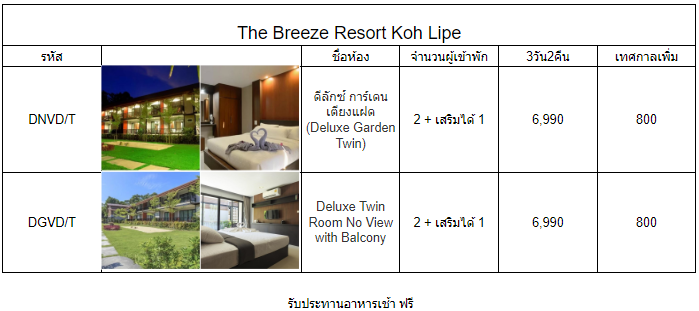 The Breeze Resort Koh Lipe
รหัส ชื่อห้อง จำนวนผู้เข้าพัก 3วัน2คืน เทศกาลเพิ่ม
DNVD/T
ดีลักซ์ การ์เดน
เตียงแฝด
(Deluxe Garden
Twin)
2 + เสริมได้ 1
6,990
800
DGVD/T
Deluxe Twin
Room No View
with Balcony
2 + เสริมได้ 1
6,990
800
รับประทานอาหารเช้า ฟรี